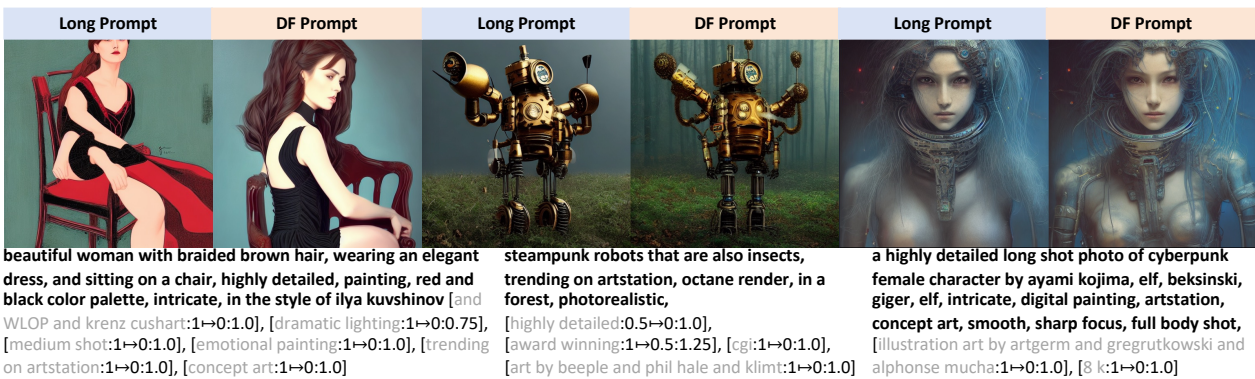 Long Prompt
DF Prompt
Long Prompt
DF Prompt
Long Prompt
DF Prompt
beautiful woman with braided brown hair, wearing an elegant
dress, and sitting on a chair, highly detailed, painting, red and
black color palette, intricate, in the style of ilya kuvshinov [and
WLOP and krenz cushart:1↦0:1.0], [dramatic lighting:1↦0:0.75],
[medium shot:1↦0:1.0], [emotional painting:1↦0:1.0], [trending
on artstation:1↦0:1.0], [concept art:1↦0:1.0]
steampunk robots that are also insects,
trending on artstation, octane render, in a
forest, photorealistic,
[highly detailed:0.5↦0:1.0],
[award winning:1↦0.5:1.25], [cgi:1↦0:1.0],
[art by beeple and phil hale and klimt:1↦0:1.0]
a highly detailed long shot photo of cyberpunk
female character by ayami kojima, elf, beksinski,
giger, elf, intricate, digital painting, artstation,
concept art, smooth, sharp focus, full body shot,
[illustration art by artgerm and gregrutkowski and
alphonse mucha:1↦0:1.0], [8 k:1↦0:1.0]